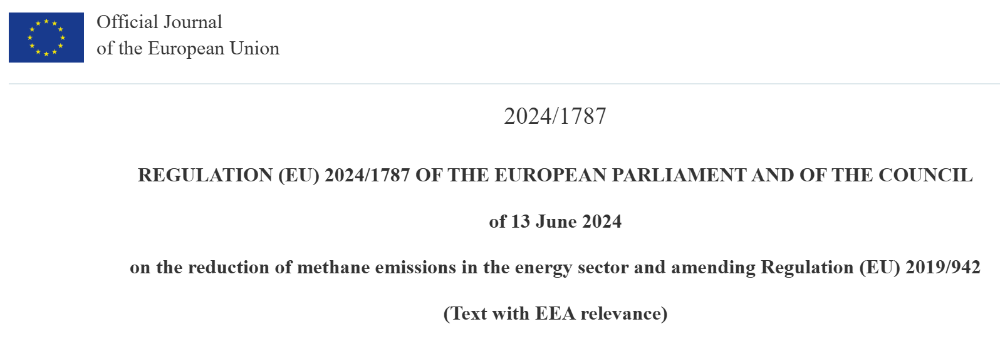 Official Journal
of the European Union
2024/1787
REGULATION (EU) 2024/1787 OF THE EUROPEAN PARLIAMENT AND OF THE COUNCIL
of 13 June 2024
on the reduction of methane emissions in the energy sector and amending Regulation (EU) 2019/942
(Text with EEA relevance)